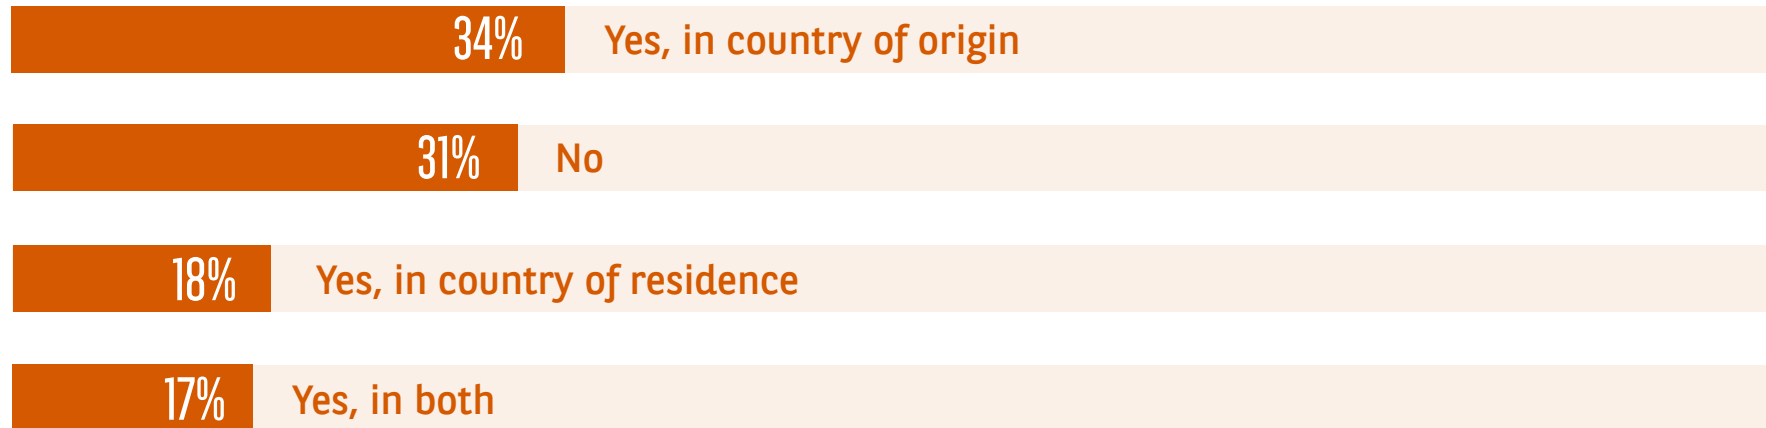 34% Yes, in country of origin
31% No
18% Yes, in country of residence
17% Yes, in both